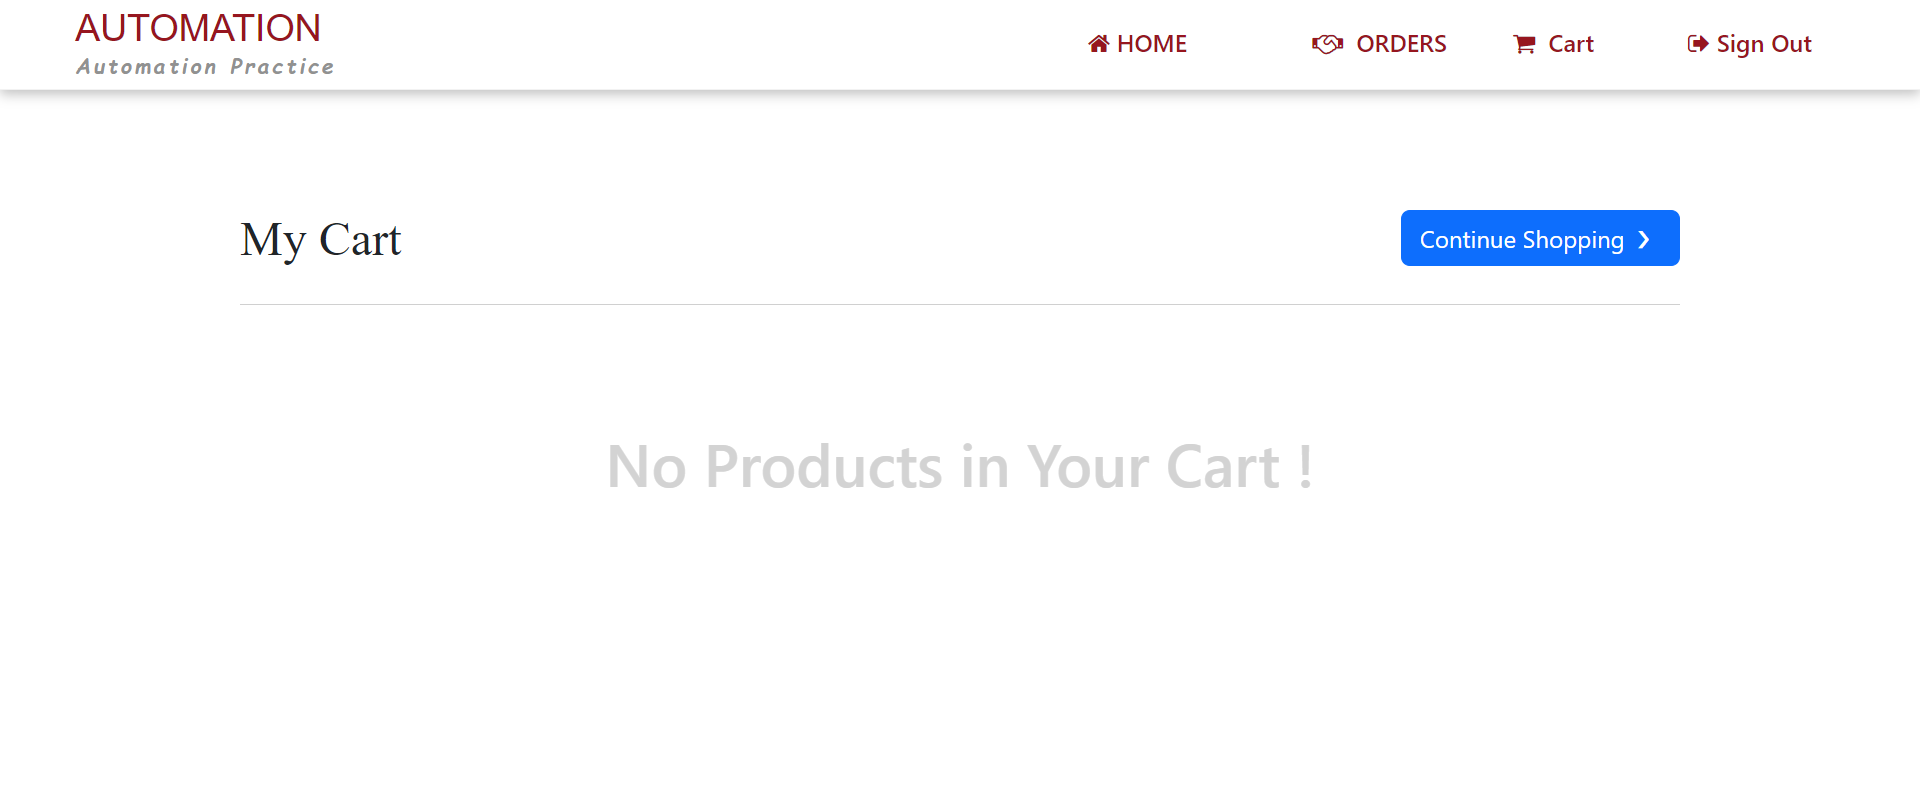 AUTOMATION
Automation Practice
HOME
ORDERS
Cart
Sign Out
My Cart
Continue Shopping ❯
No Products in Your Cart !